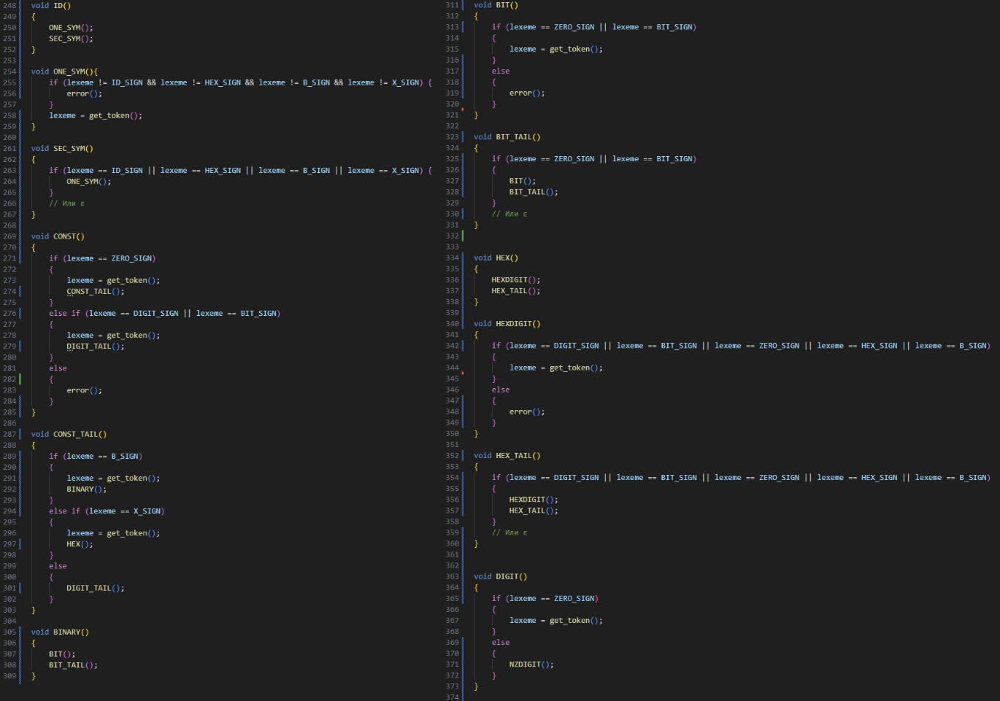 248 void ID()
249 {
250 ONE_SYM();
251 SEC_SYM();
252 }
253
254 void ONE_SYM(){
255 if (lexeme != ID_SIGN && lexeme != HEX_SIGN && lexeme != B_SIGN && lexeme != X_SIGN) {
256 error();
257 }
258 lexeme = get_token();
259 }
260
261 void SEC_SYM()
262 {
263 if (lexeme == ID_SIGN || lexeme == HEX_SIGN || lexeme == B_SIGN || lexeme == X_SIGN) {
264 ONE_SYM();
265 }
266 // Или ε
267 }
268
269 void CONST()
270 {
271 if (lexeme == ZERO_SIGN)
272 {
273 lexeme = get_token();
274 CONST_TAIL();
275 }
276 else if (lexeme == DIGIT_SIGN || lexeme == BIT_SIGN)
277 {
278 lexeme = get_token();
279 DIGIT_TAIL();
280 }
281 else
282 {
283 error();
284 }
285 }
286
287 void CONST_TAIL()
288 {
289 if (lexeme == B_SIGN)
290 {
291 lexeme = get_token();
292 BINARY();
293 }
294 else if (lexeme == X_SIGN)
295 {
296 lexeme = get_token();
297 HEX();
298 }
299 else
300 {
301 DIGIT_TAIL();
302 }
303 }
304
305 void BINARY()
306 {
307 BIT();
308 BIT_TAIL();
309 }
311 void BIT()
312 {
313 if (lexeme == ZERO_SIGN || lexeme == BIT_SIGN)
314 {
315 lexeme = get_token();
316 }
317 else
318 {
319 error();
320 }
321 }
322
323 void BIT_TAIL()
324 {
325 if (lexeme == ZERO_SIGN || lexeme == BIT_SIGN)
326 {
327 BIT();
328 BIT_TAIL();
329 }
330 // Или ε
331 }
332
333
334 void HEX()
335 {
336 HEXDIGIT();
337 HEX_TAIL();
338 }
339
340 void HEXDIGIT()
341 {
342 if (lexeme == DIGIT_SIGN || lexeme == BIT_SIGN || lexeme == ZERO_SIGN || lexeme == HEX_SIGN || lexeme == B_SIGN)
343 {
344 lexeme = get_token();
345 }
346 else
347 {
348 error();
349 }
350 }
351
352 void HEX_TAIL()
353 {
354 if (lexeme == DIGIT_SIGN || lexeme == BIT_SIGN || lexeme == ZERO_SIGN || lexeme == HEX_SIGN || lexeme == B_SIGN)
355 {
356 HEXDIGIT();
357 HEX_TAIL();
358 }
359 // Или ε
360 }
361
362
363 void DIGIT()
364 {
365 if (lexeme == ZERO_SIGN)
366 {
367 lexeme = get_token();
368 }
369 else
370 {
371 NZDIGIT();
372 }
373 }
374